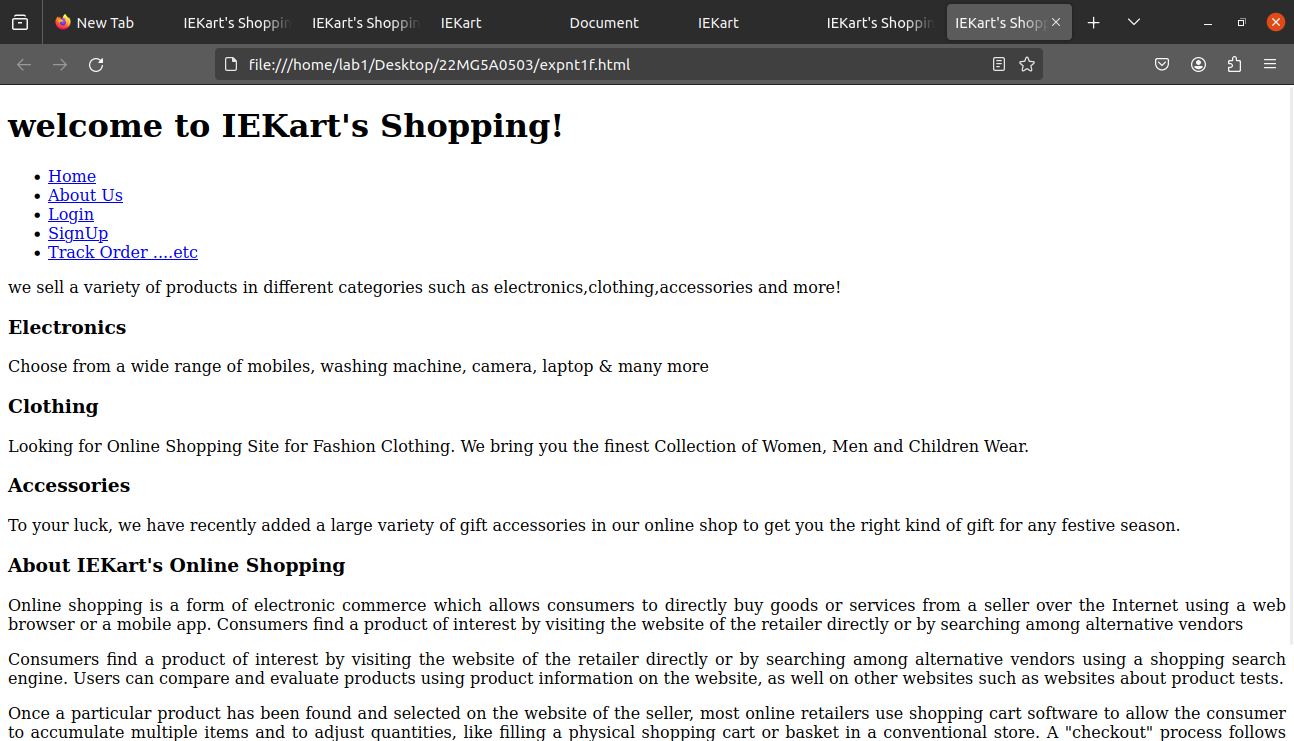 New Tab
IEKart's Shoppin
IEKart's Shoppin
IEKart
Document
IEKart
IEKart's Shoppin
IEKart's Shopp
file:///home/lab1/Desktop/22MG5A0503/expnt1f.html
welcome to IEKart's Shopping!
Home
About Us
Login
SignUp
Track Order ....etc
we sell a variety of products in different categories such as electronics,clothing,accessories and more!
Electronics
Choose from a wide range of mobiles, washing machine, camera, laptop & many more
Clothing
Looking for Online Shopping Site for Fashion Clothing. We bring you the finest Collection of Women, Men and Children Wear.
Accessories
To your luck, we have recently added a large variety of gift accessories in our online shop to get you the right kind of gift for any festive season.
About IEKart's Online Shopping
Online shopping is a form of electronic commerce which allows consumers to directly buy goods or services from a seller over the Internet using a web
browser or a mobile app. Consumers find a product of interest by visiting the website of the retailer directly or by searching among alternative vendors
Consumers find a product of interest by visiting the website of the retailer directly or by searching among alternative vendors using a shopping search
engine. Users can compare and evaluate products using product information on the website, as well on other websites such as websites about product tests.
Once a particular product has been found and selected on the website of the seller, most online retailers use shopping cart software to allow the consumer
to accumulate multiple items and to adjust quantities, like filling a physical shopping cart or basket in a conventional store. A "checkout" process follows